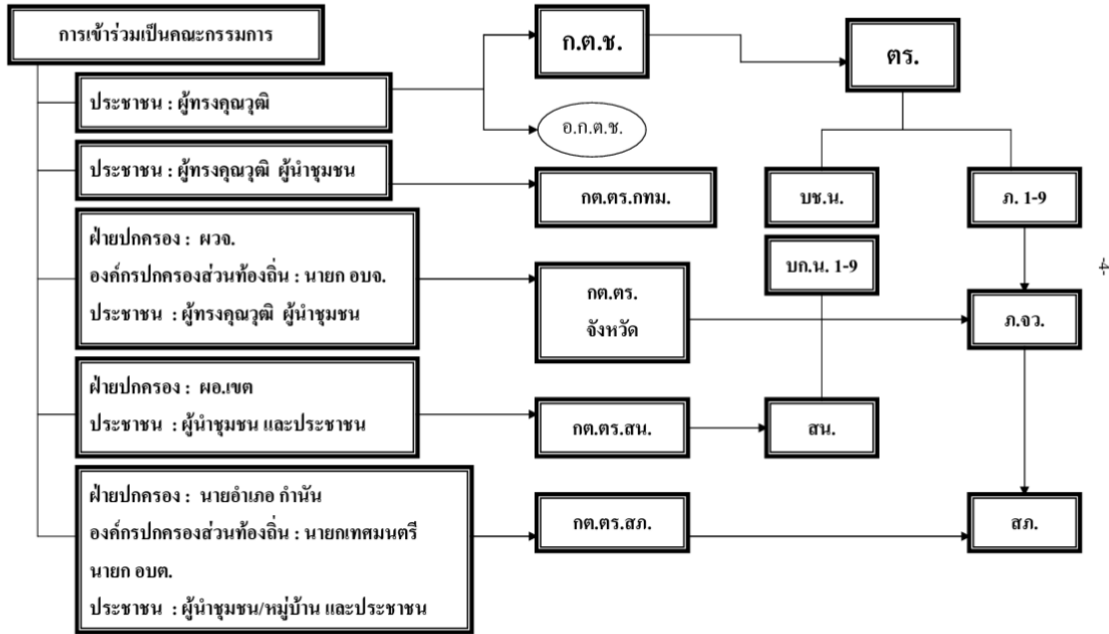 การเข้าร่วมเป็นคณะกรรมการ
ประชาชน : ผู้ทรงคุณวุฒิ
ก.ต.ช.
ตร.
อ.ก.ต.ช.
ประชาชน : ผู้ทรงคุณวุฒิ ผู้นำชุมชน
กต.ตร.กทม.
บช.น.
ภ. 1-9
ฝ่ายปกครอง : ผวจ.
องค์กรปกครองส่วนท้องถิ่น : นายก อบจ.
ประชาชน : ผู้ทรงคุณวุฒิ ผู้นำชุมชน
กต.ตร.
จังหวัด
บก.น. 1-9
ภ.จว.
-4-
ฝ่ายปกครอง : ผอ.เขต
ประชาชน : ผู้นำชุมชน และประชาชน
กต.ตร.สน.
สน.
ฝ่ายปกครอง : นายอำเภอ กำนัน
องค์กรปกครองส่วนท้องถิ่น : นายกเทศมนตรี
นายก อบต.
ประชาชน : ผู้นำชุมชน/หมู่บ้าน และประชาชน
กต.ตร.สภ.
สภ.